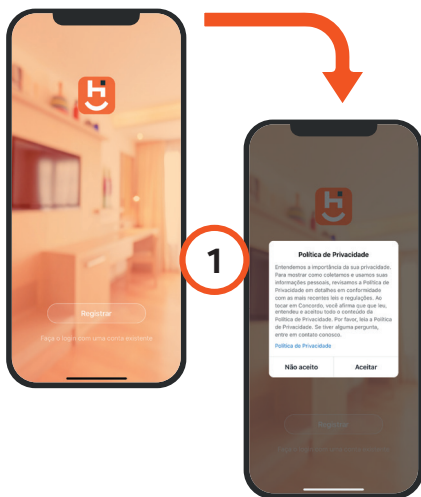 Registrar
Faça o login com uma conta existente
1
Política de Privacidade
Entendemos a importância da sua privacidade.
Para mostrar como coletamos e usamos suas
informações pessoais, revisamos a Política de
Privacidade em detalhes em conformidade
com as mais recentes leis e regulações. Ao
tocar em Concordo, você afirma que que leu,
entendeu e aceitou todo o conteúdo da
Política de Privacidade. Por favor, leia a Política
de Privacidade. Se tiver alguma pergunta,
entre em contato conosco.
Política de Privacidade
Não aceito
Aceitar
Registrar